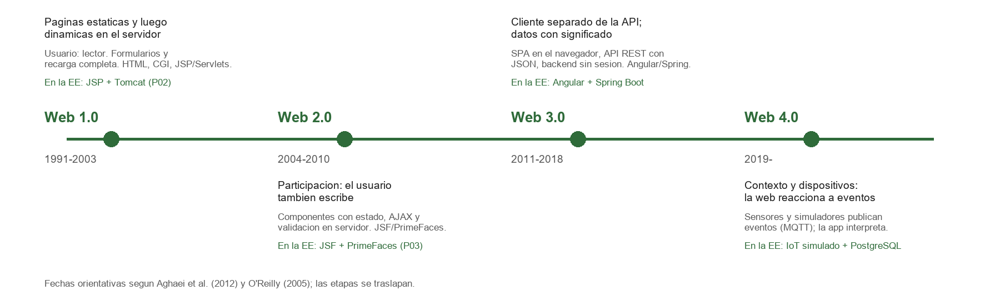 Paginas estaticas y luego
dinamicas en el servidor
Usuario: lector. Formularios y
recarga completa. HTML, CGI, JSP/Servlets.
En la EE: JSP + Tomcat (P02)
Web 1.0
1991-2003
Web 2.0
2004-2010
Participacion: el usuario
tambien escribe
Componentes con estado, AJAX y
validacion en servidor. JSF/PrimeFaces.
En la EE: JSF + PrimeFaces (P03)
Cliente separado de la API;
datos con significado
SPA en el navegador, API REST con
JSON, backend sin sesion. Angular/Spring.
En la EE: Angular + Spring Boot
Web 3.0
2011-2018
Web 4.0
2019-
Contexto y dispositivos:
la web reacciona a eventos
Sensores y simuladores publican
eventos (MQTT); la app interpreta.
En la EE: IoT simulado + PostgreSQL
Fechas orientativas segun Aghaei et al. (2012) y O'Reilly (2005); las etapas se traslapan.